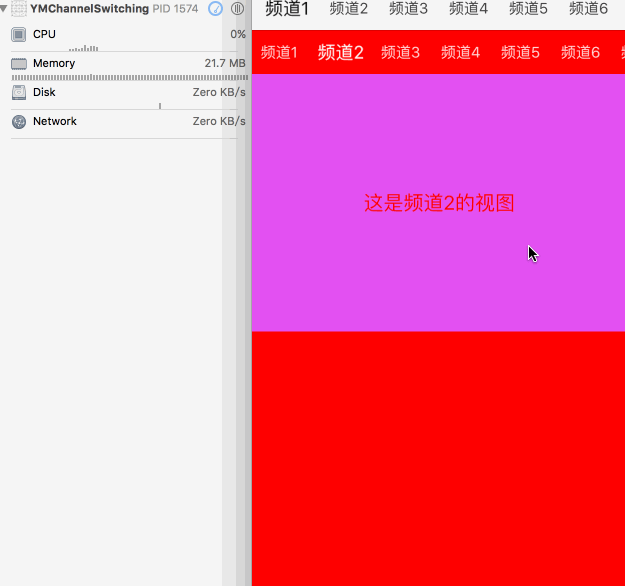 YMChannelSwitching PID 1574
CPU 0%
Memory 21.7 MB
Disk Zero KB/s
Network Zero KB/s
频道1 频道2 频道3 频道4 频道5 频道6
频道1 频道2 频道3 频道4 频道5 频道6
这是频道2的视图